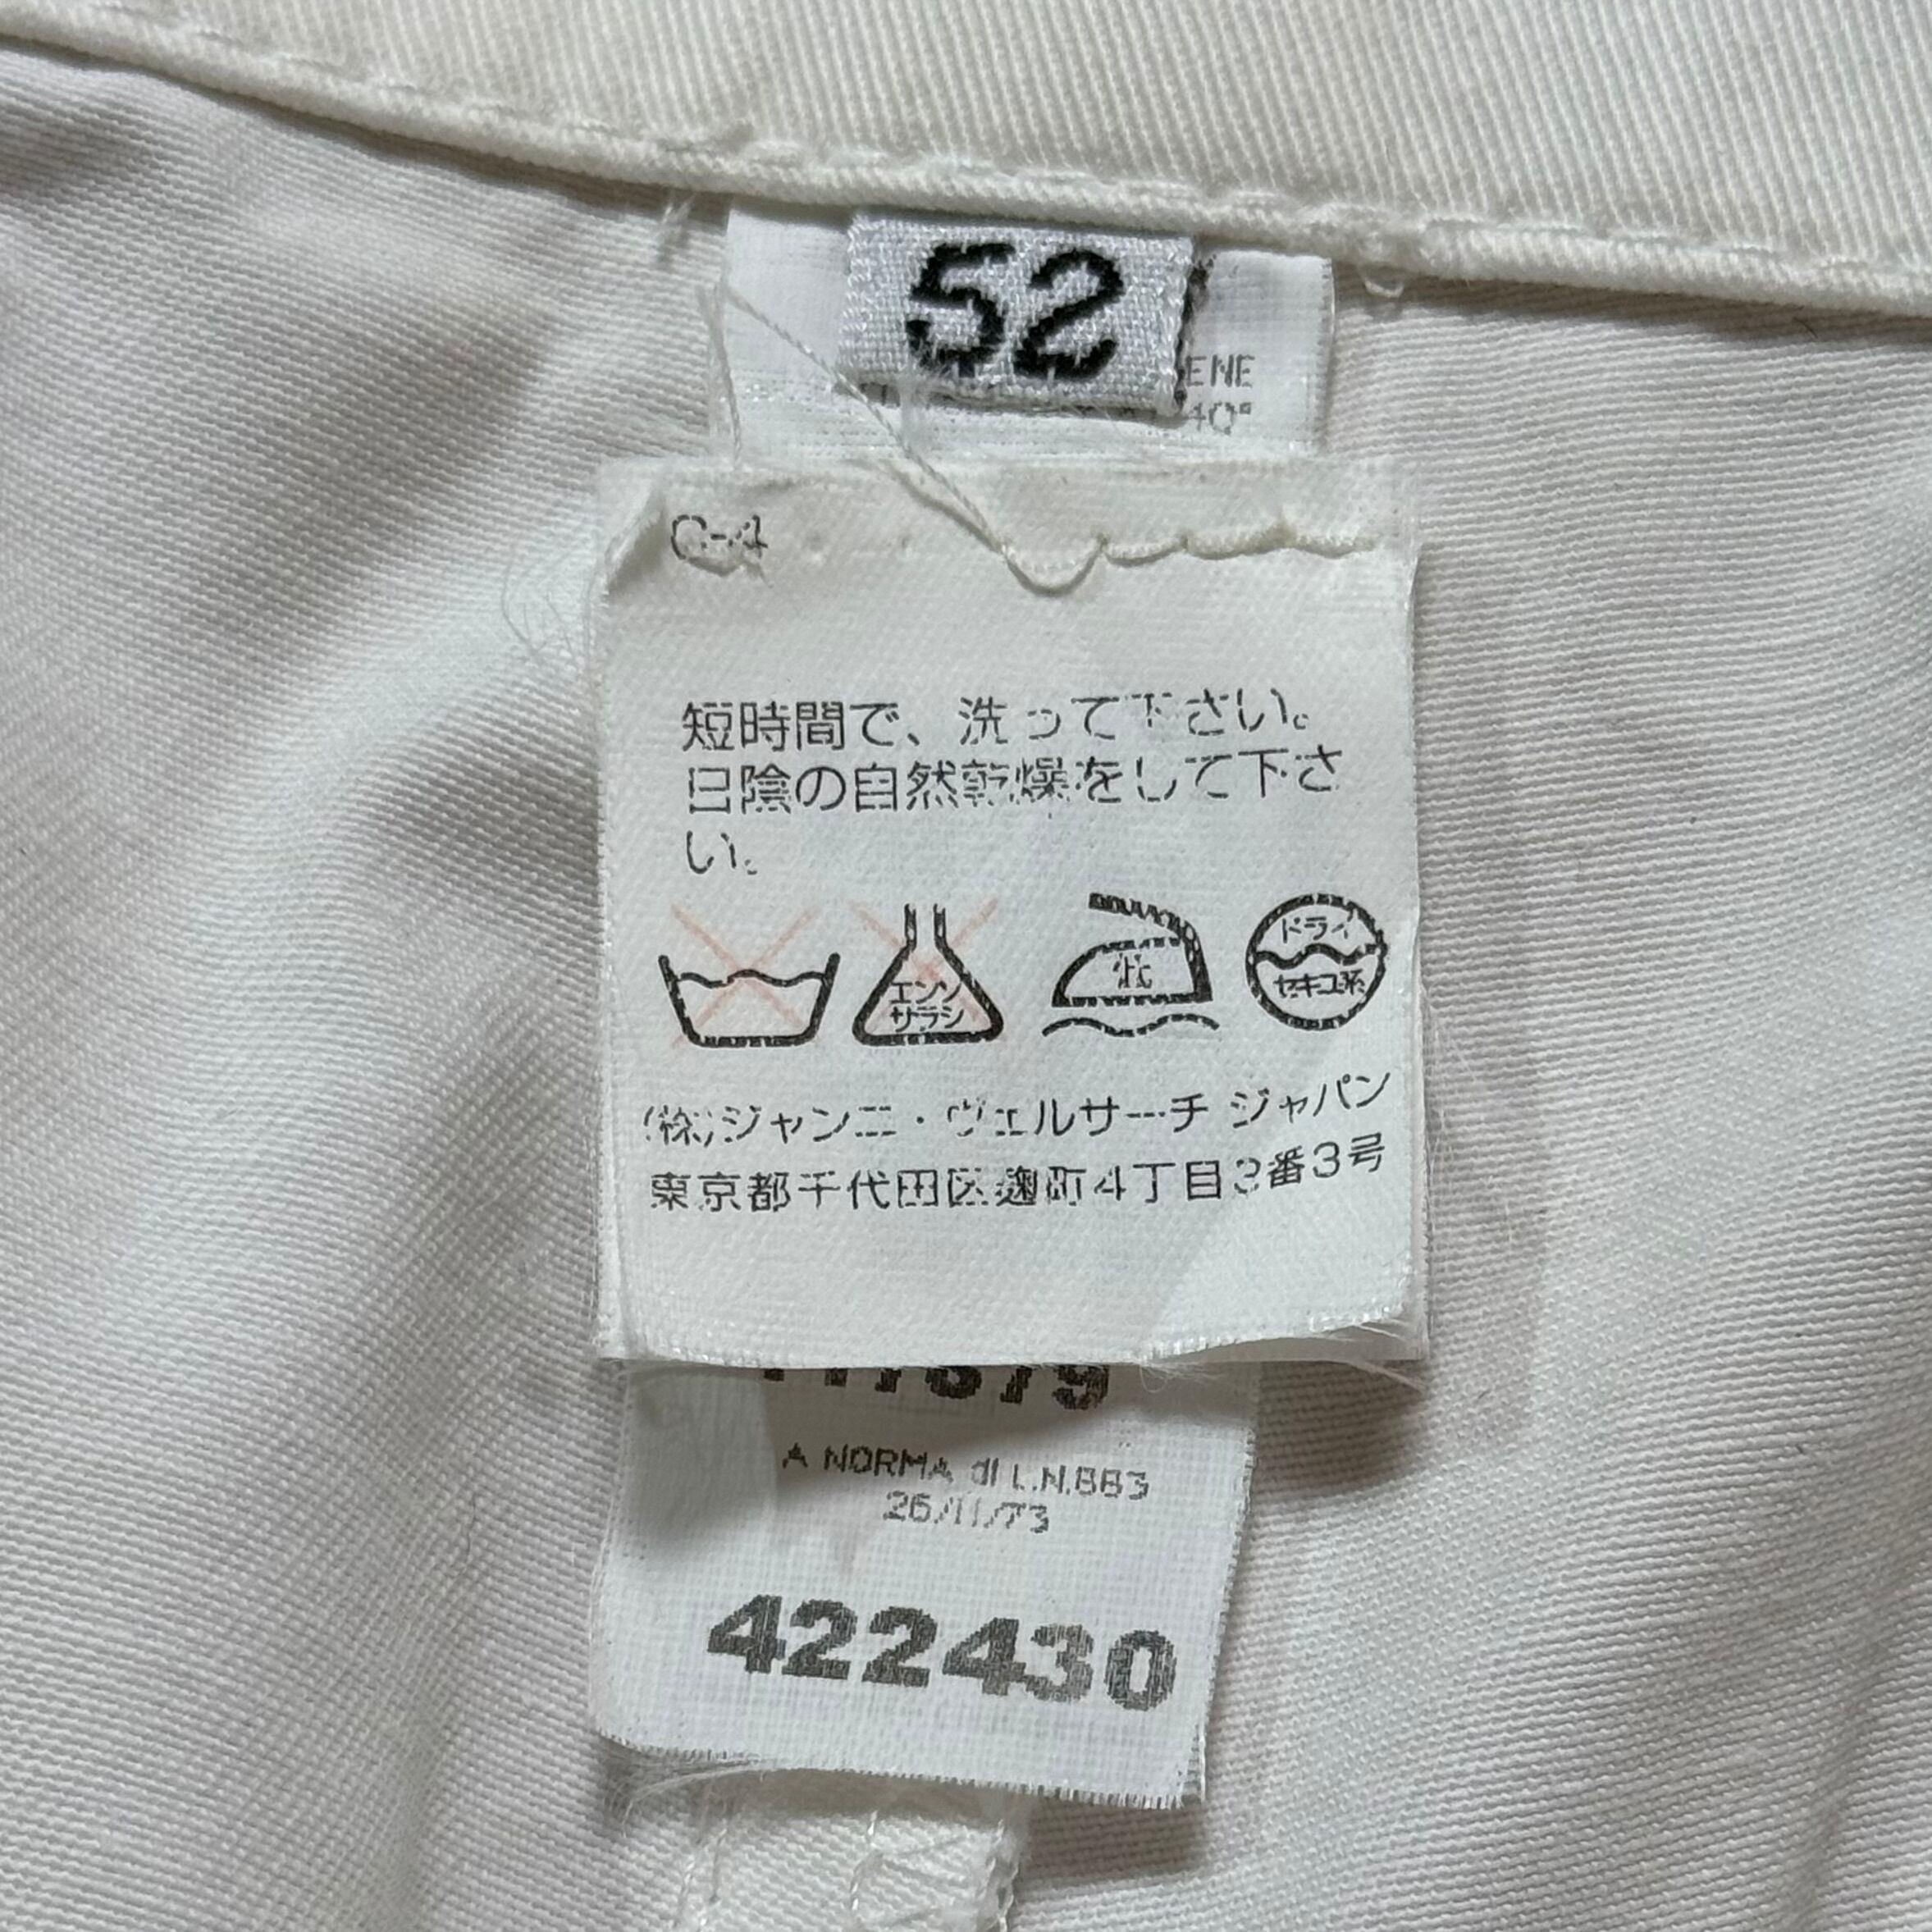 52
ENE
40°
C-4
短時間で、洗って下さい。
日陰の自然乾燥をして下さ
い。
エンソ
サラシ
低
ドライ
セキユ系
(株)ジャンニ・ヴェルサーチ ジャパン
東京都千代田区麹町4丁目3番3号
A NORMA di L.N.883
26/11/73
422430